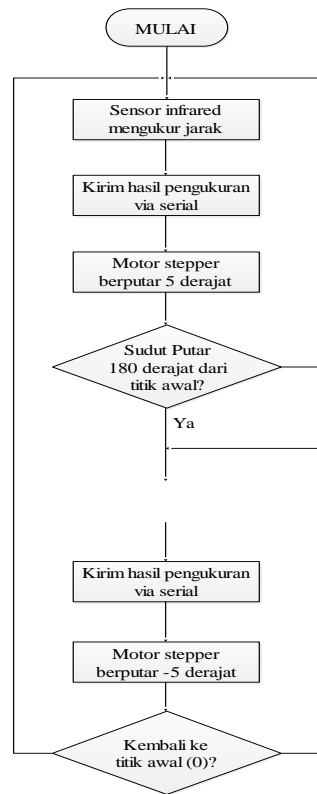 MULAI
Sensor infrared
mengukur jarak
Kirim hasil pengukuran
via serial
Motor stepper
berputar 5 derajat
Sudut Putar
180 derajat dari
titik awal?
Ya
Kirim hasil pengukuran
via serial
Motor stepper
berputar -5 derajat
Kembali ke
titik awal (0)?